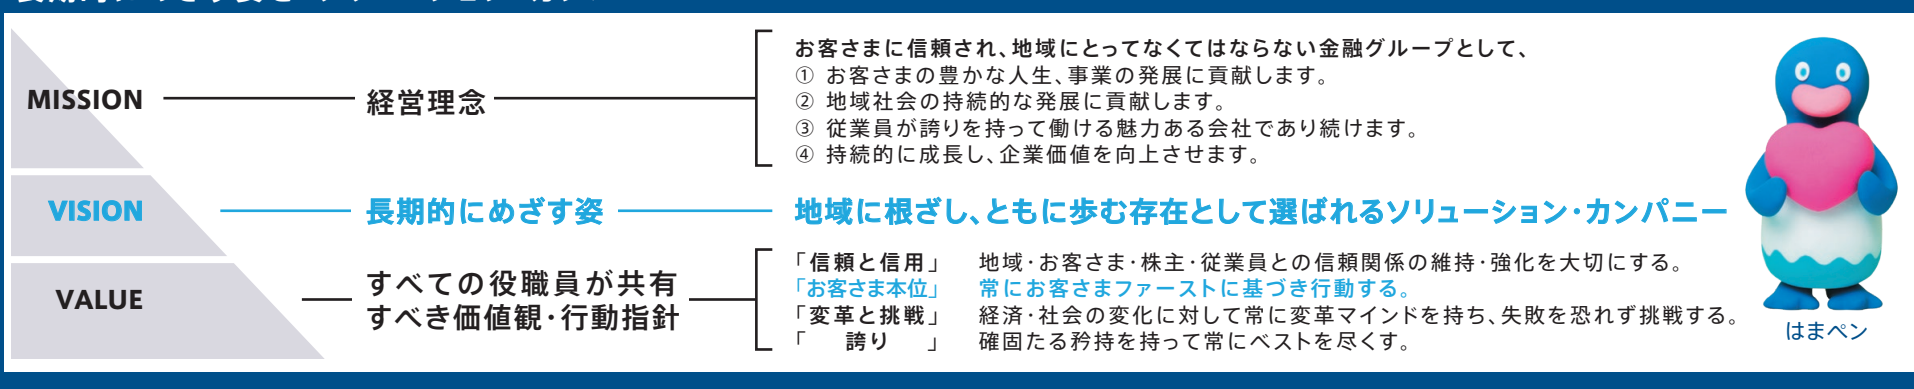 MISSION
経営理念
お客さまに信頼され、地域にとってなくてはならない金融グループとして、
① お客さまの豊かな人生、事業の発展に貢献します。
② 地域社会の持続的な発展に貢献します。
③ 従業員が誇りを持って働ける魅力ある会社であり続けます。
④ 持続的に成長し、企業価値を向上させます。
VISION
長期的にめざす姿
地域に根ざし、ともに歩む存在として選ばれるソリューション・カンパニー
VALUE
すべての役職員が共有
すべき価値観・行動指針
「信頼と信用」 地域・お客さま・株主・従業員との信頼関係の維持・強化を大切にする。
「お客さま本位」 常にお客さまファーストに基づき行動する。
「変革と挑戦」 経済・社会の変化に対して常に変革マインドを持ち、失敗を恐れず挑戦する。
「 誇り 」 確固たる矜持を持って常にベストを尽くす。
はまペン